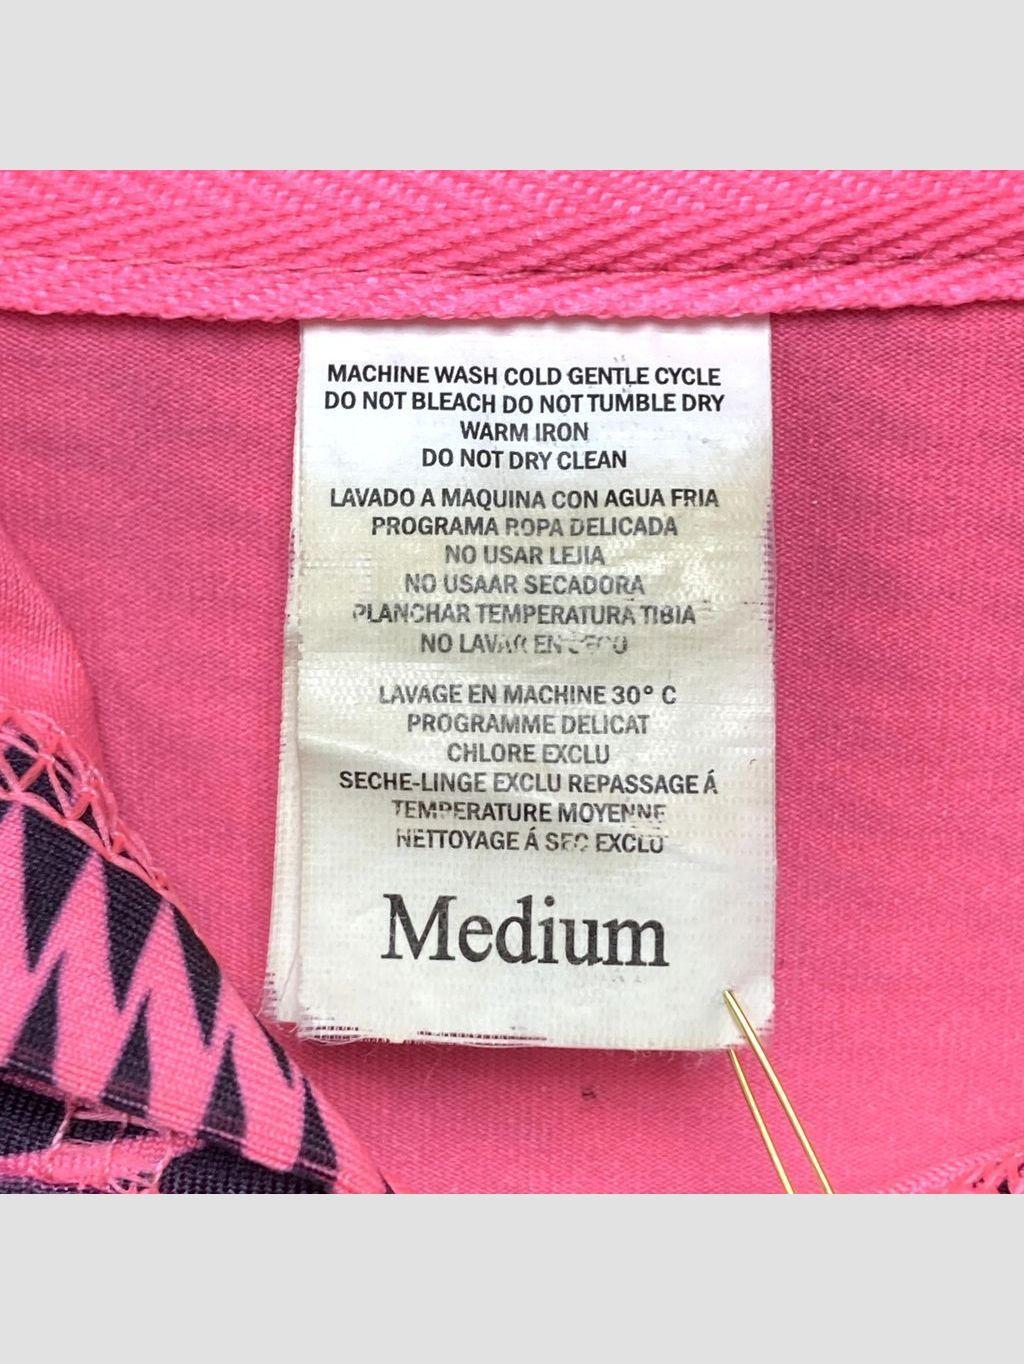 MACHINE WASH COLD GENTLE CYCLE
DO NOT BLEACH DO NOT TUMBLE DRY
WARM IRON
DO NOT DRY CLEAN
LAVADO A MAQUINA CON AGUA FRIA
PROGRAMA ROPA DELICADA
NO USAR LEJIA
NO USAAR SECADORA
PLANCHAR TEMPERATURA TIBIA
NO LAVAR EN
LAVAGE EN MACHINE 30° C
PROGRAMME DELICAT
CHLORE EXCLU
SECHE-LINGE EXCLU REPASSAGE Á
TEMPERATURE MOYENNE
NETTOYAGE Á SEC EXCLU
Medium